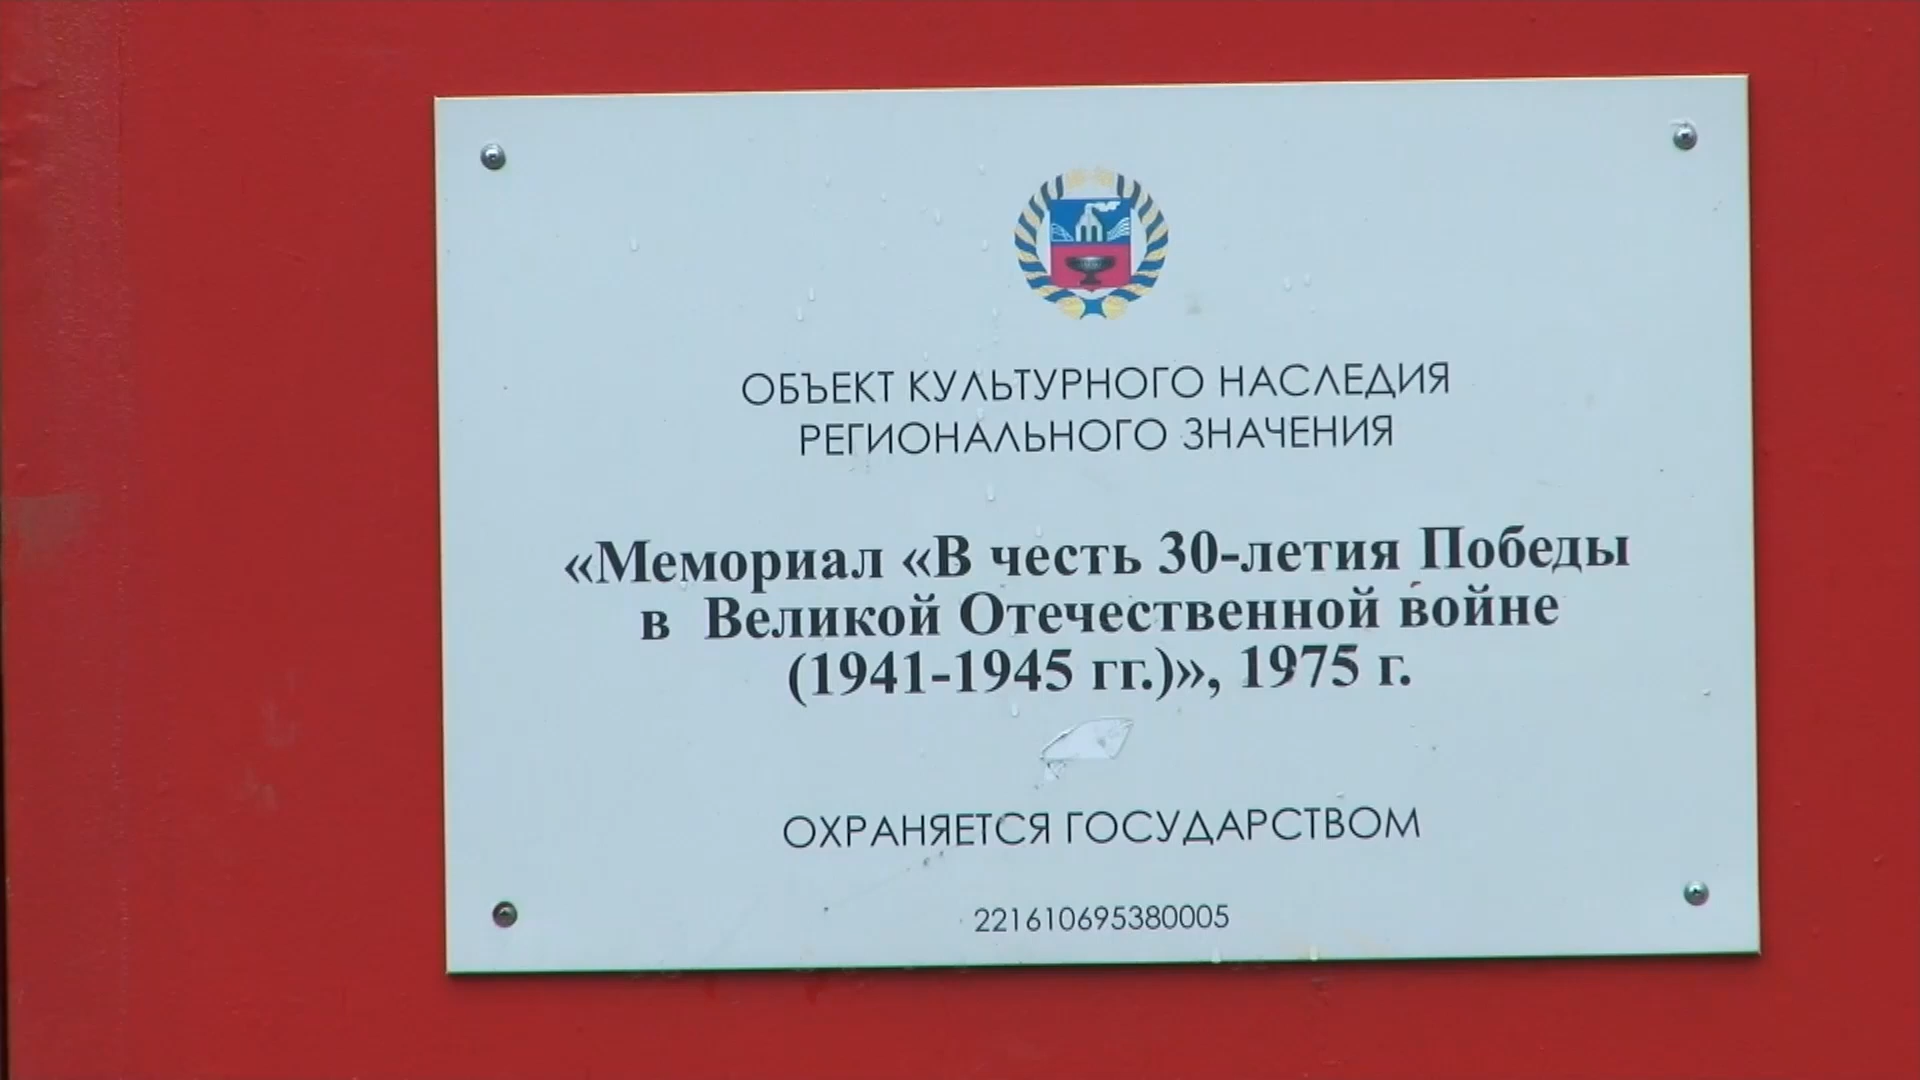 ОБЪЕКТ КУЛЬТУРНОГО НАСЛЕДИЯ
РЕГИОНАЛЬНОГО ЗНАЧЕНИЯ
«Мемориал «В честь 30-летия Победы
в Великой Отечественной войне
(1941-1945 гг.)», 1975 г.
ОХРАНЯЕТСЯ ГОСУДАРСТВОМ
221610695380005